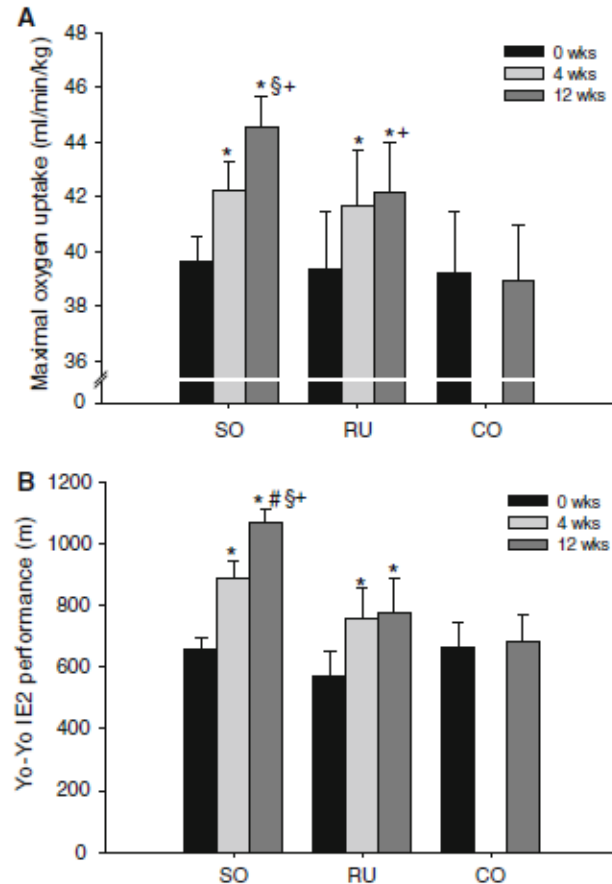 A
Maximal oxygen uptake (ml/min/kg)
48
46
44
42
40
38
36
0
0 wks
4 wks
12 wks
*
* § +
*
* +
SO
RU
CO
B
Yo-Yo IE2 performance (m)
1200
1000
800
600
400
200
0
0 wks
4 wks
12 wks
*
* # § +
*
*
SO
RU
CO